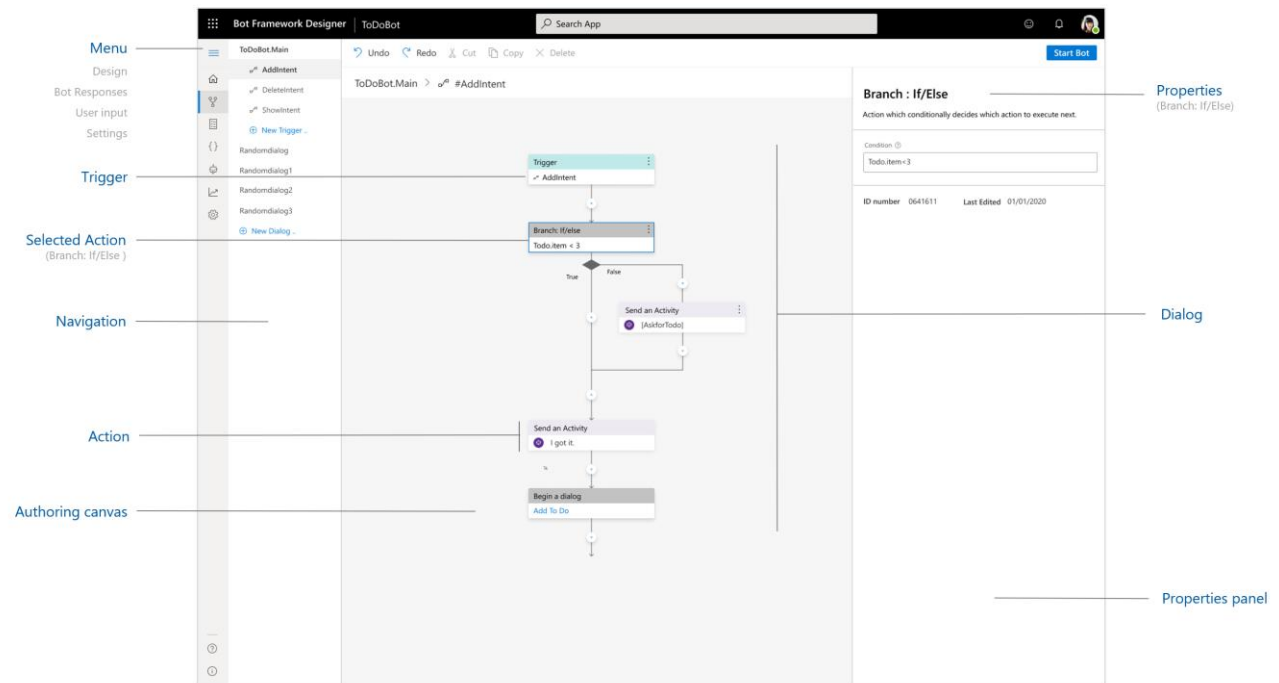 Bot Framework Designer | ToDoBot
Search App
Menu
Design
Bot Responses
User input
Settings
Trigger
Selected Action
(Branch: If/Else )
Navigation
Action
Authoring canvas
ToDoBot.Main
AddIntent
DeleteIntent
ShowIntent
New Trigger ..
Randomdialog
Randomdialog1
Randomdialog2
Randomdialog3
New Dialog ..
Undo Redo Cut Copy Delete
Start Bot
ToDoBot.Main > #AddIntent
Trigger
AddIntent
Branch: If/else
Todo.item < 3
True
False
Send an Activity
[AskforTodo]
Send an Activity
I got it.
Begin a dialog
Add To Do
Branch : If/Else
Action which conditionally decides which action to execute next.
Condition
Todo.item<3
ID number 0641611 Last Edited 01/01/2020
Properties
(Branch: If/Else)
Dialog
Properties panel